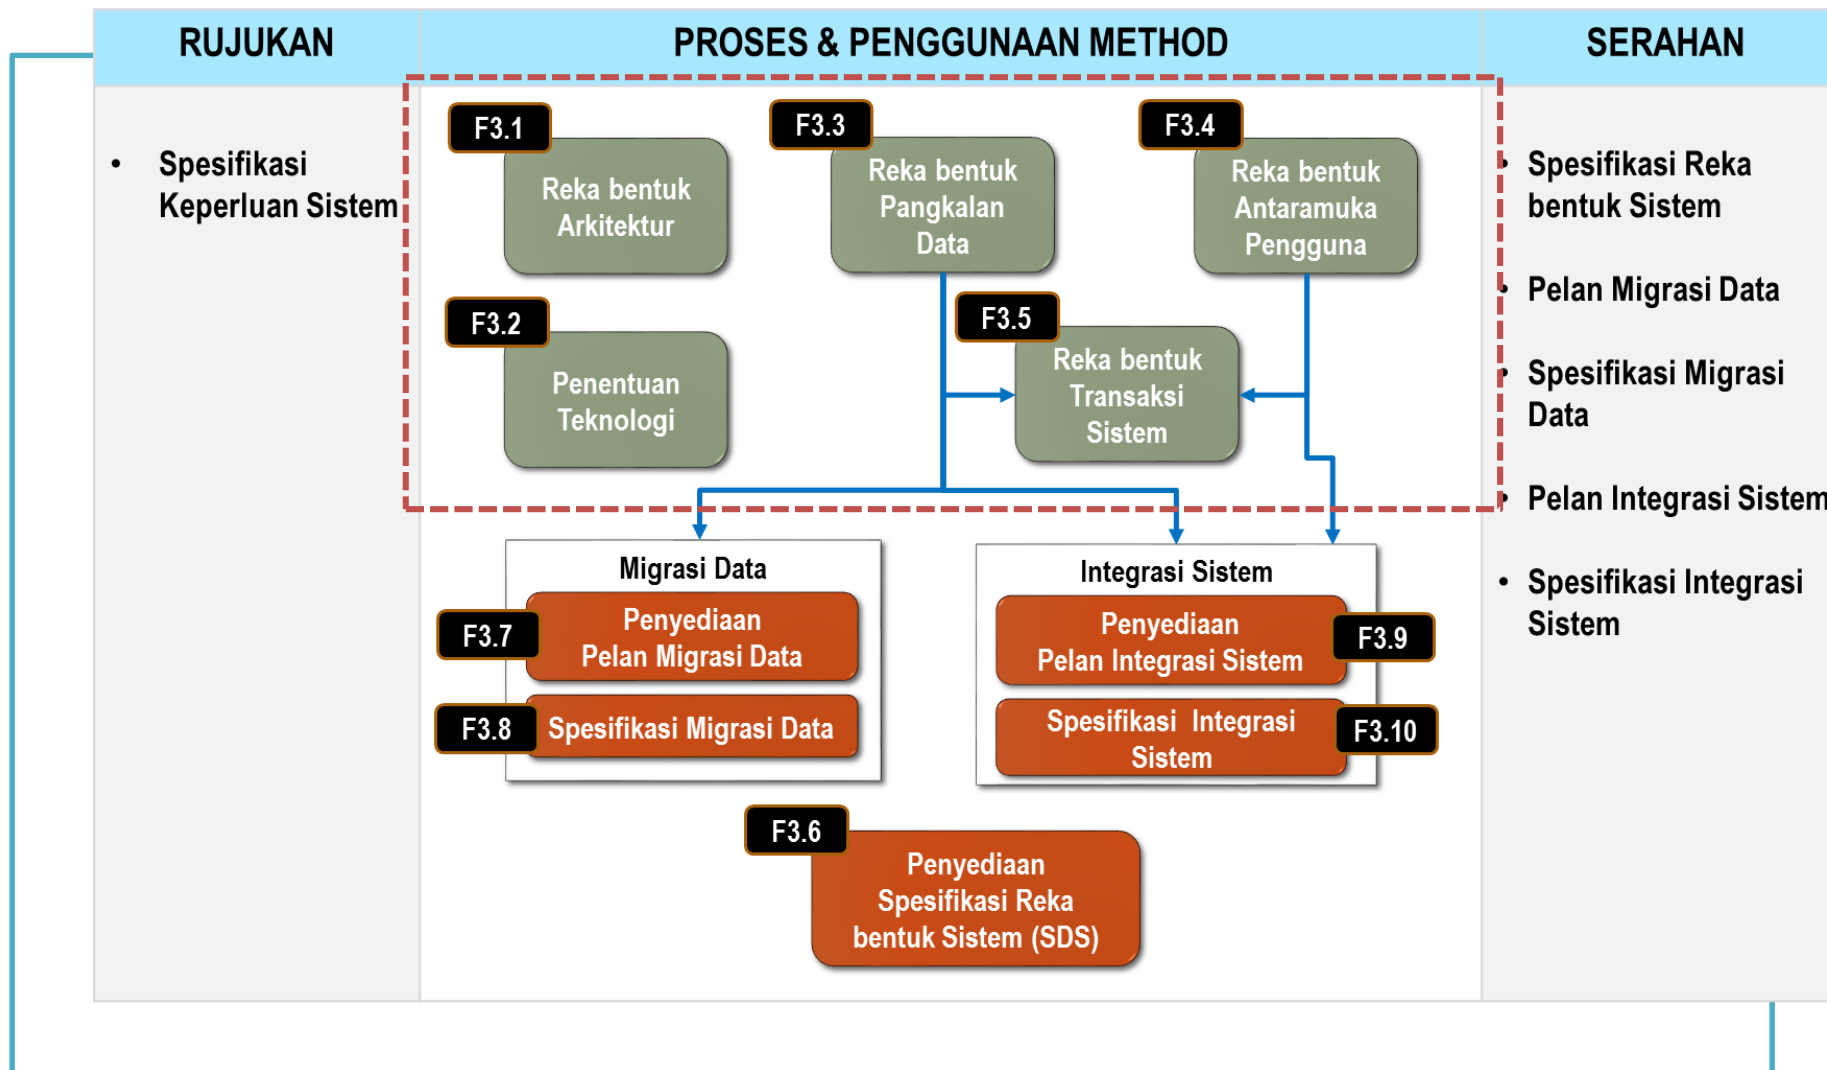 RUJUKAN
PROSES & PENGGUNAAN METHOD
SERAHAN
• Spesifikasi
Keperluan Sistem
F3.1
Reka bentuk
Arkitektur
F3.3
Reka bentuk
Pangkalan
Data
F3.4
Reka bentuk
Antaramuka
Pengguna
F3.2
Penentuan
Teknologi
F3.5
Reka bentuk
Transaksi
Sistem
Migrasi Data
F3.7
Penyediaan
Pelan Migrasi Data
F3.8
Spesifikasi Migrasi Data
Integrasi Sistem
Penyediaan
Pelan Integrasi Sistem
F3.9
Spesifikasi Integrasi
Sistem
F3.10
F3.6
Penyediaan
Spesifikasi Reka
bentuk Sistem (SDS)
• Spesifikasi Reka
bentuk Sistem
• Pelan Migrasi Data
• Spesifikasi Migrasi
Data
• Pelan Integrasi Sistem
• Spesifikasi Integrasi
Sistem